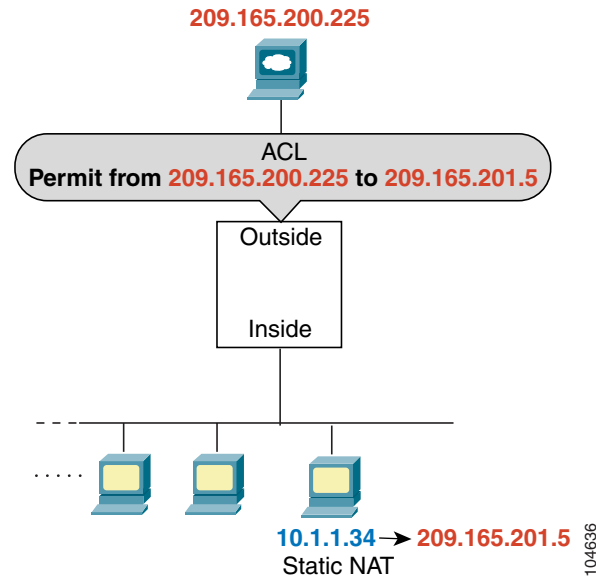 209.165.200.225
ACL
Permit from 209.165.200.225 to 209.165.201.5
Outside
Inside
10.1.1.34 209.165.201.5
Static NAT
104636